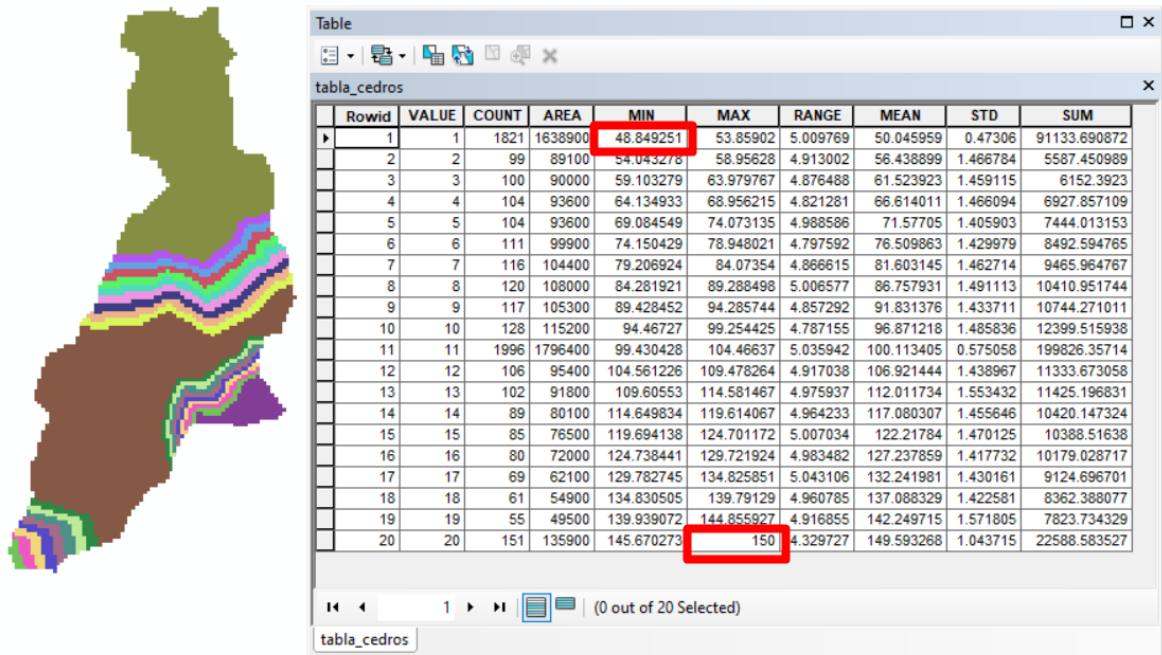 Table
tabla_cedros
Rowid VALUE COUNT AREA MIN MAX RANGE MEAN STD SUM
1 1 1821 1638900 48.849251 53.85902 5.009769 50.045959 0.47306 91133.690872
2 2 99 89100 54.043278 58.95628 4.913002 56.438899 1.466784 5587.450989
3 3 100 90000 59.103279 63.979767 4.876488 61.523923 1.459115 6152.3923
4 4 104 93600 64.134933 68.956215 4.821281 66.614011 1.466094 6927.857109
5 5 104 93600 69.084549 74.073135 4.988586 71.57705 1.405903 7444.013153
6 6 111 99900 74.150429 78.948021 4.797592 76.509863 1.429979 8492.594765
7 7 116 104400 79.206924 84.07354 4.866615 81.603145 1.462714 9465.964767
8 8 120 108000 84.281921 89.288498 5.006577 86.757931 1.491113 10410.951744
9 9 117 105300 89.428452 94.285744 4.857292 91.831376 1.433711 10744.271011
10 10 128 115200 94.46727 99.254425 4.787155 96.871218 1.485836 12399.515938
11 11 1996 1796400 99.430428 104.46637 5.035942 100.113405 0.575058 199826.35714
12 12 106 95400 104.561226 109.478264 4.917038 106.921444 1.438967 11333.673058
13 13 102 91800 109.60553 114.581467 4.975937 112.011734 1.553432 11425.196831
14 14 89 80100 114.649834 119.614067 4.964233 117.080307 1.455646 10420.147324
15 15 85 76500 119.694138 124.701172 5.007034 122.21784 1.470125 10388.51638
16 16 80 72000 124.738441 129.721924 4.983482 127.237859 1.417732 10179.028717
17 17 69 62100 129.782745 134.825851 5.043106 132.241981 1.430161 9124.696701
18 18 61 54900 134.830505 139.79129 4.960785 137.088329 1.422581 8362.388077
19 19 55 49500 139.939072 144.855927 4.916855 142.249715 1.571805 7823.734329
20 20 151 135900 145.670273 150 4.329727 149.593268 1.043715 22588.583527
1 (0 out of 20 Selected)
tabla_cedros